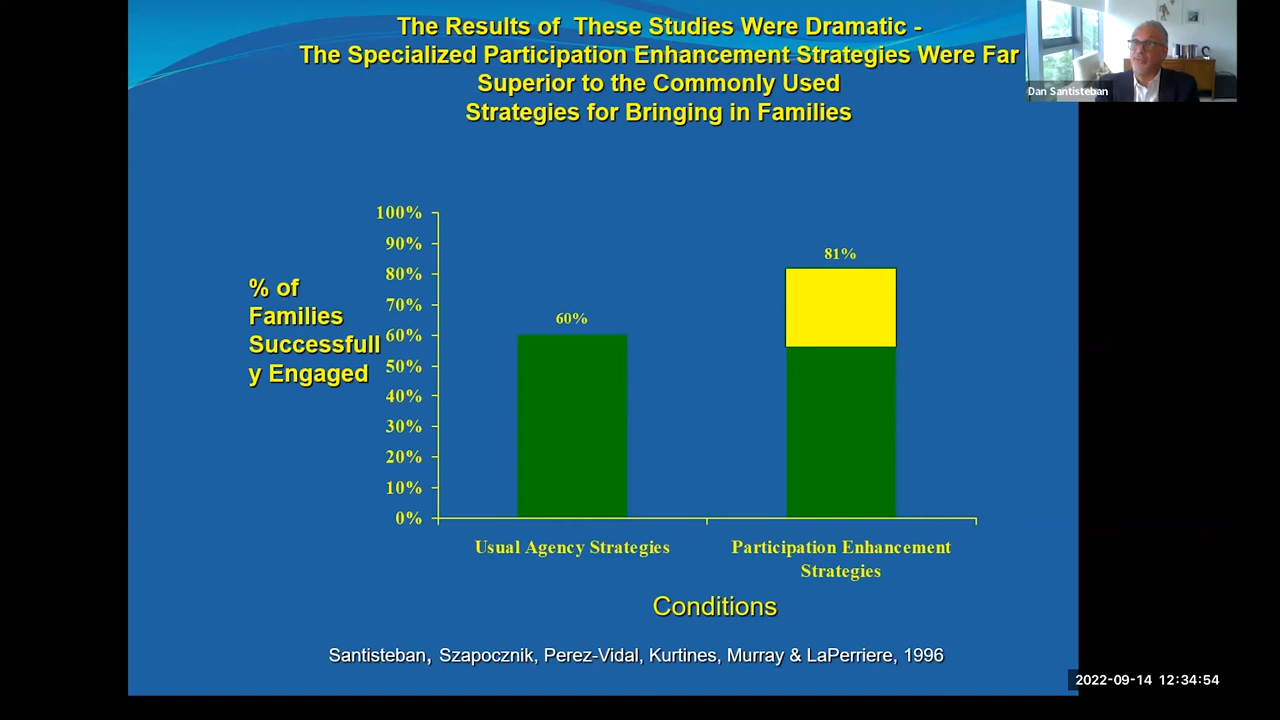 The Results of These Studies Were Dramatic -
The Specialized Participation Enhancement Strategies Were Far
Superior to the Commonly Used
Strategies for Bringing in Families
Dan Santisteban
% of
Families
Successfull
y Engaged
100%
90%
80%
70%
60%
50%
40%
30%
20%
10%
0%
60%
81%
Usual Agency Strategies
Participation Enhancement
Strategies
Conditions
Santisteban, Szapocznik, Perez-Vidal, Kurtines, Murray & LaPerriere, 1996
2022-09-14 12:34:54